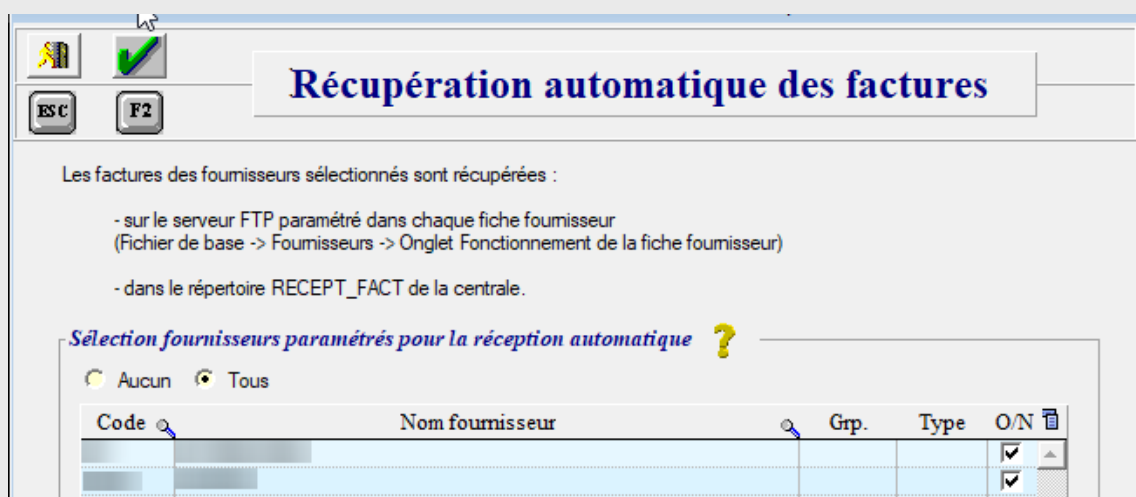 Récupération automatique des factures
ESC F2
Les factures des fournisseurs sélectionnés sont récupérées :
- sur le serveur FTP paramétré dans chaque fiche fournisseur
(Fichier de base -> Fournisseurs -> Onglet Fonctionnement de la fiche fournisseur)
- dans le répertoire RECEPT_FACT de la centrale.
Sélection fournisseurs paramétrés pour la réception automatique ?
Aucun Tous
Code Nom fournisseur Grp. Type O/N